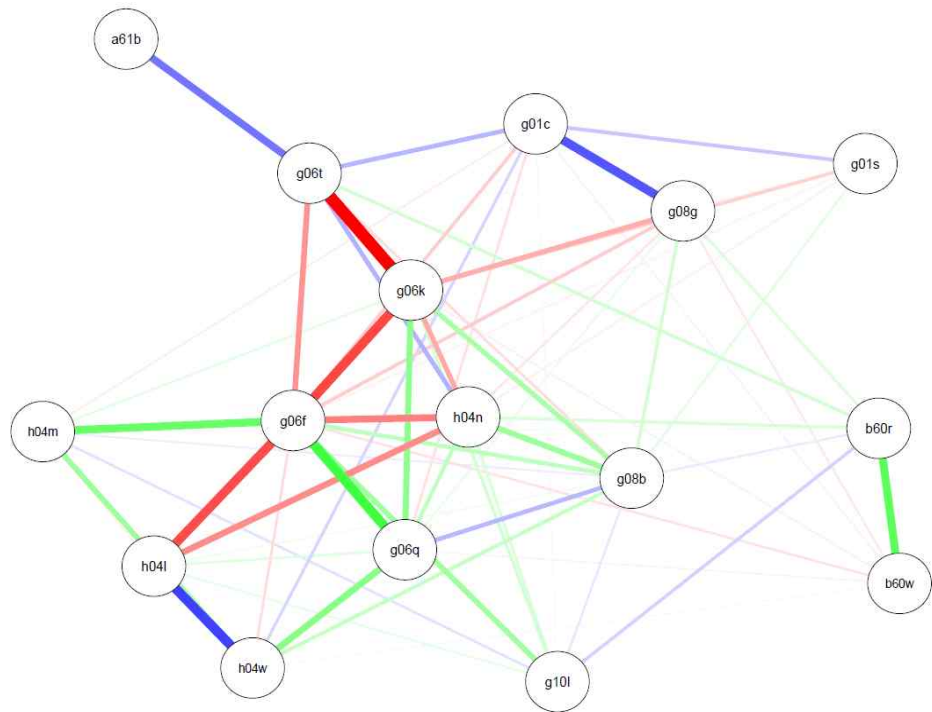 a61b
g01c
g01s
g06t
g08g
g06k
h04n
g06f
h04m
b60r
g08b
g06q
h04l
b60w
h04w
g10l